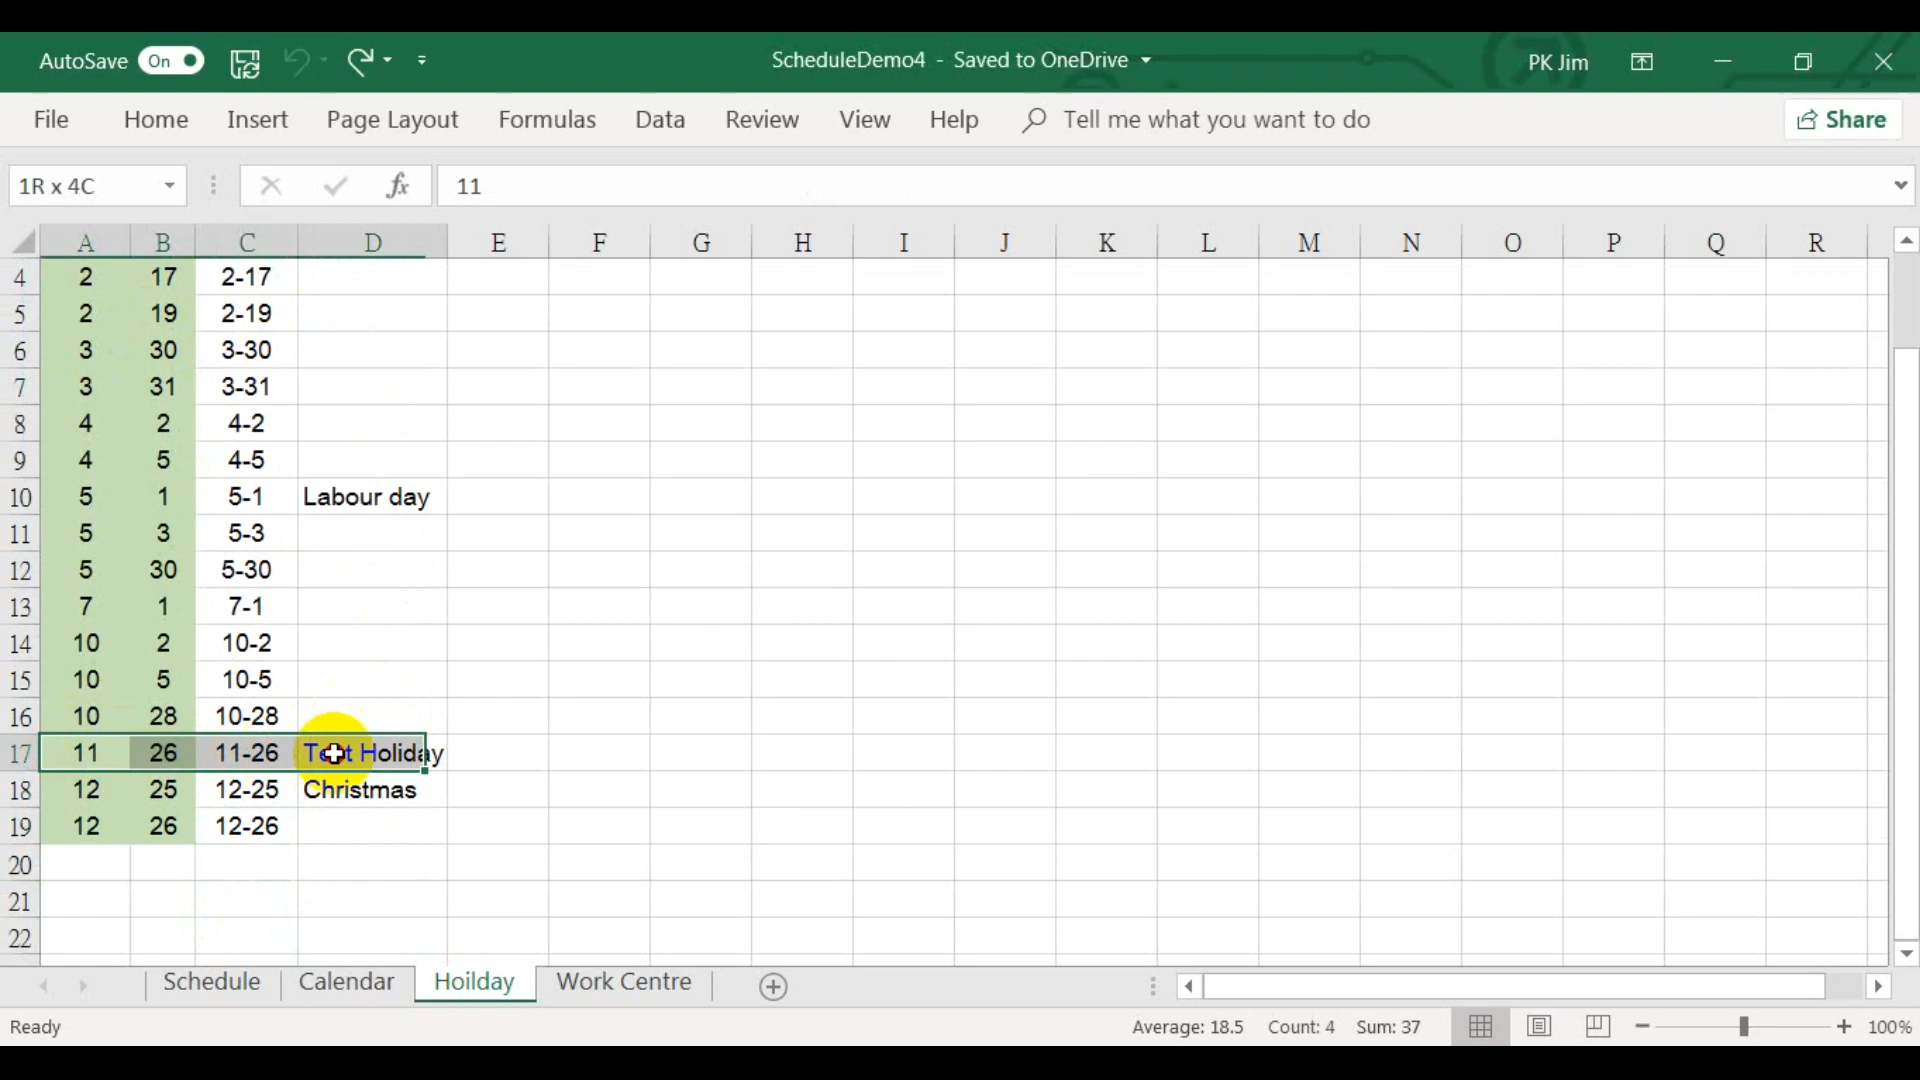 AutoSave On ScheduleDemo4 - Saved to OneDrive PK Jim
File Home Insert Page Layout Formulas Data Review View Help Tell me what you want to do Share
1R x 4C fx 11
A B C D E F G H I J K L M N O P Q R
4 2 17 2-17
5 2 19 2-19
6 3 30 3-30
7 3 31 3-31
8 4 2 4-2
9 4 5 4-5
10 5 1 5-1 Labour day
11 5 3 5-3
12 5 30 5-30
13 7 1 7-1
14 10 2 10-2
15 10 5 10-5
16 10 28 10-28
17 11 26 11-26 Holiday
18 12 25 12-25 Christmas
19 12 26 12-26
20
21
22
Schedule Calendar Hoilday Work Centre
Ready Average: 18.5 Count: 4 Sum: 37 100%